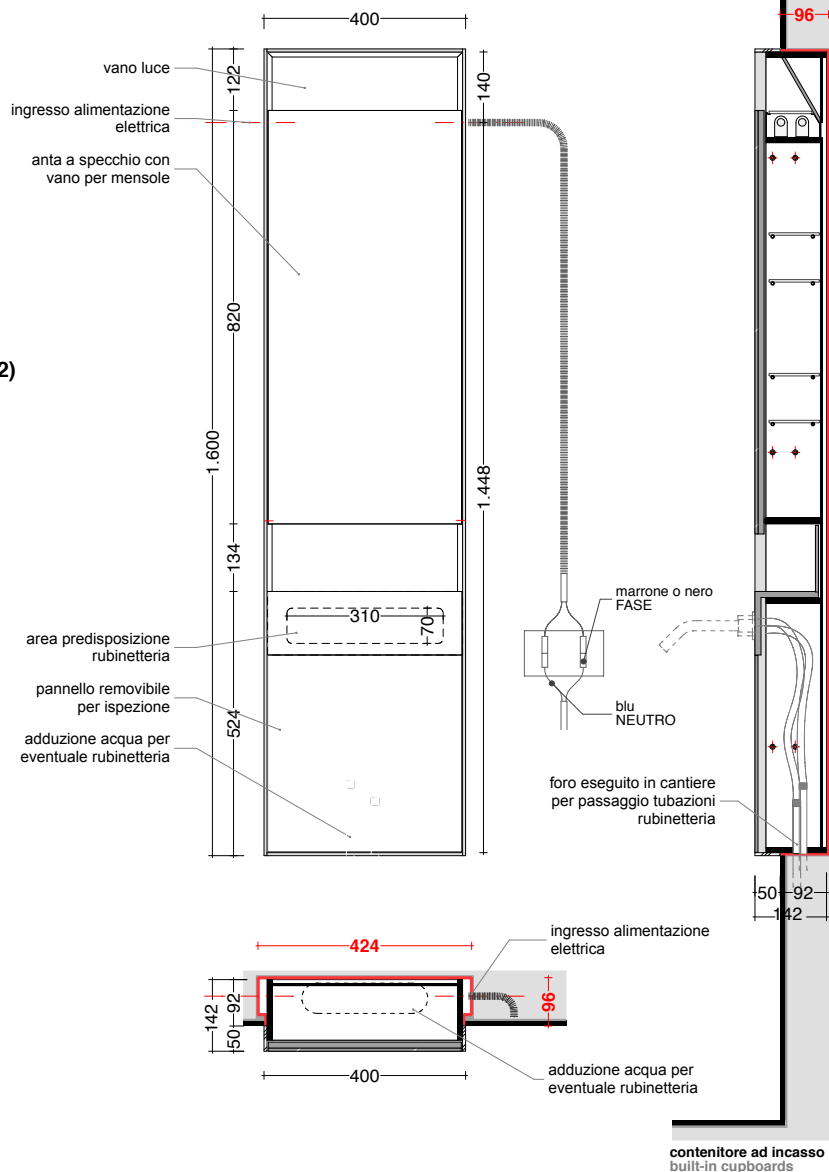 400
96
122
140
vano luce
ingresso alimentazione
elettrica
anta a specchio con
vano per mensole
820
2)
1.600
1.448
134
marrone o nero
FASE
310
70
area predisposizione
rubinetteria
pannello removibile
per ispezione
blu
NEUTRO
524
adduzione acqua per
eventuale rubinetteria
foro eseguito in cantiere
per passaggio tubazioni
rubinetteria
50
92
142
424
ingresso alimentazione
elettrica
142
92
50
96
400
adduzione acqua per
eventuale rubinetteria
contenitore ad incasso
built-in cupboards